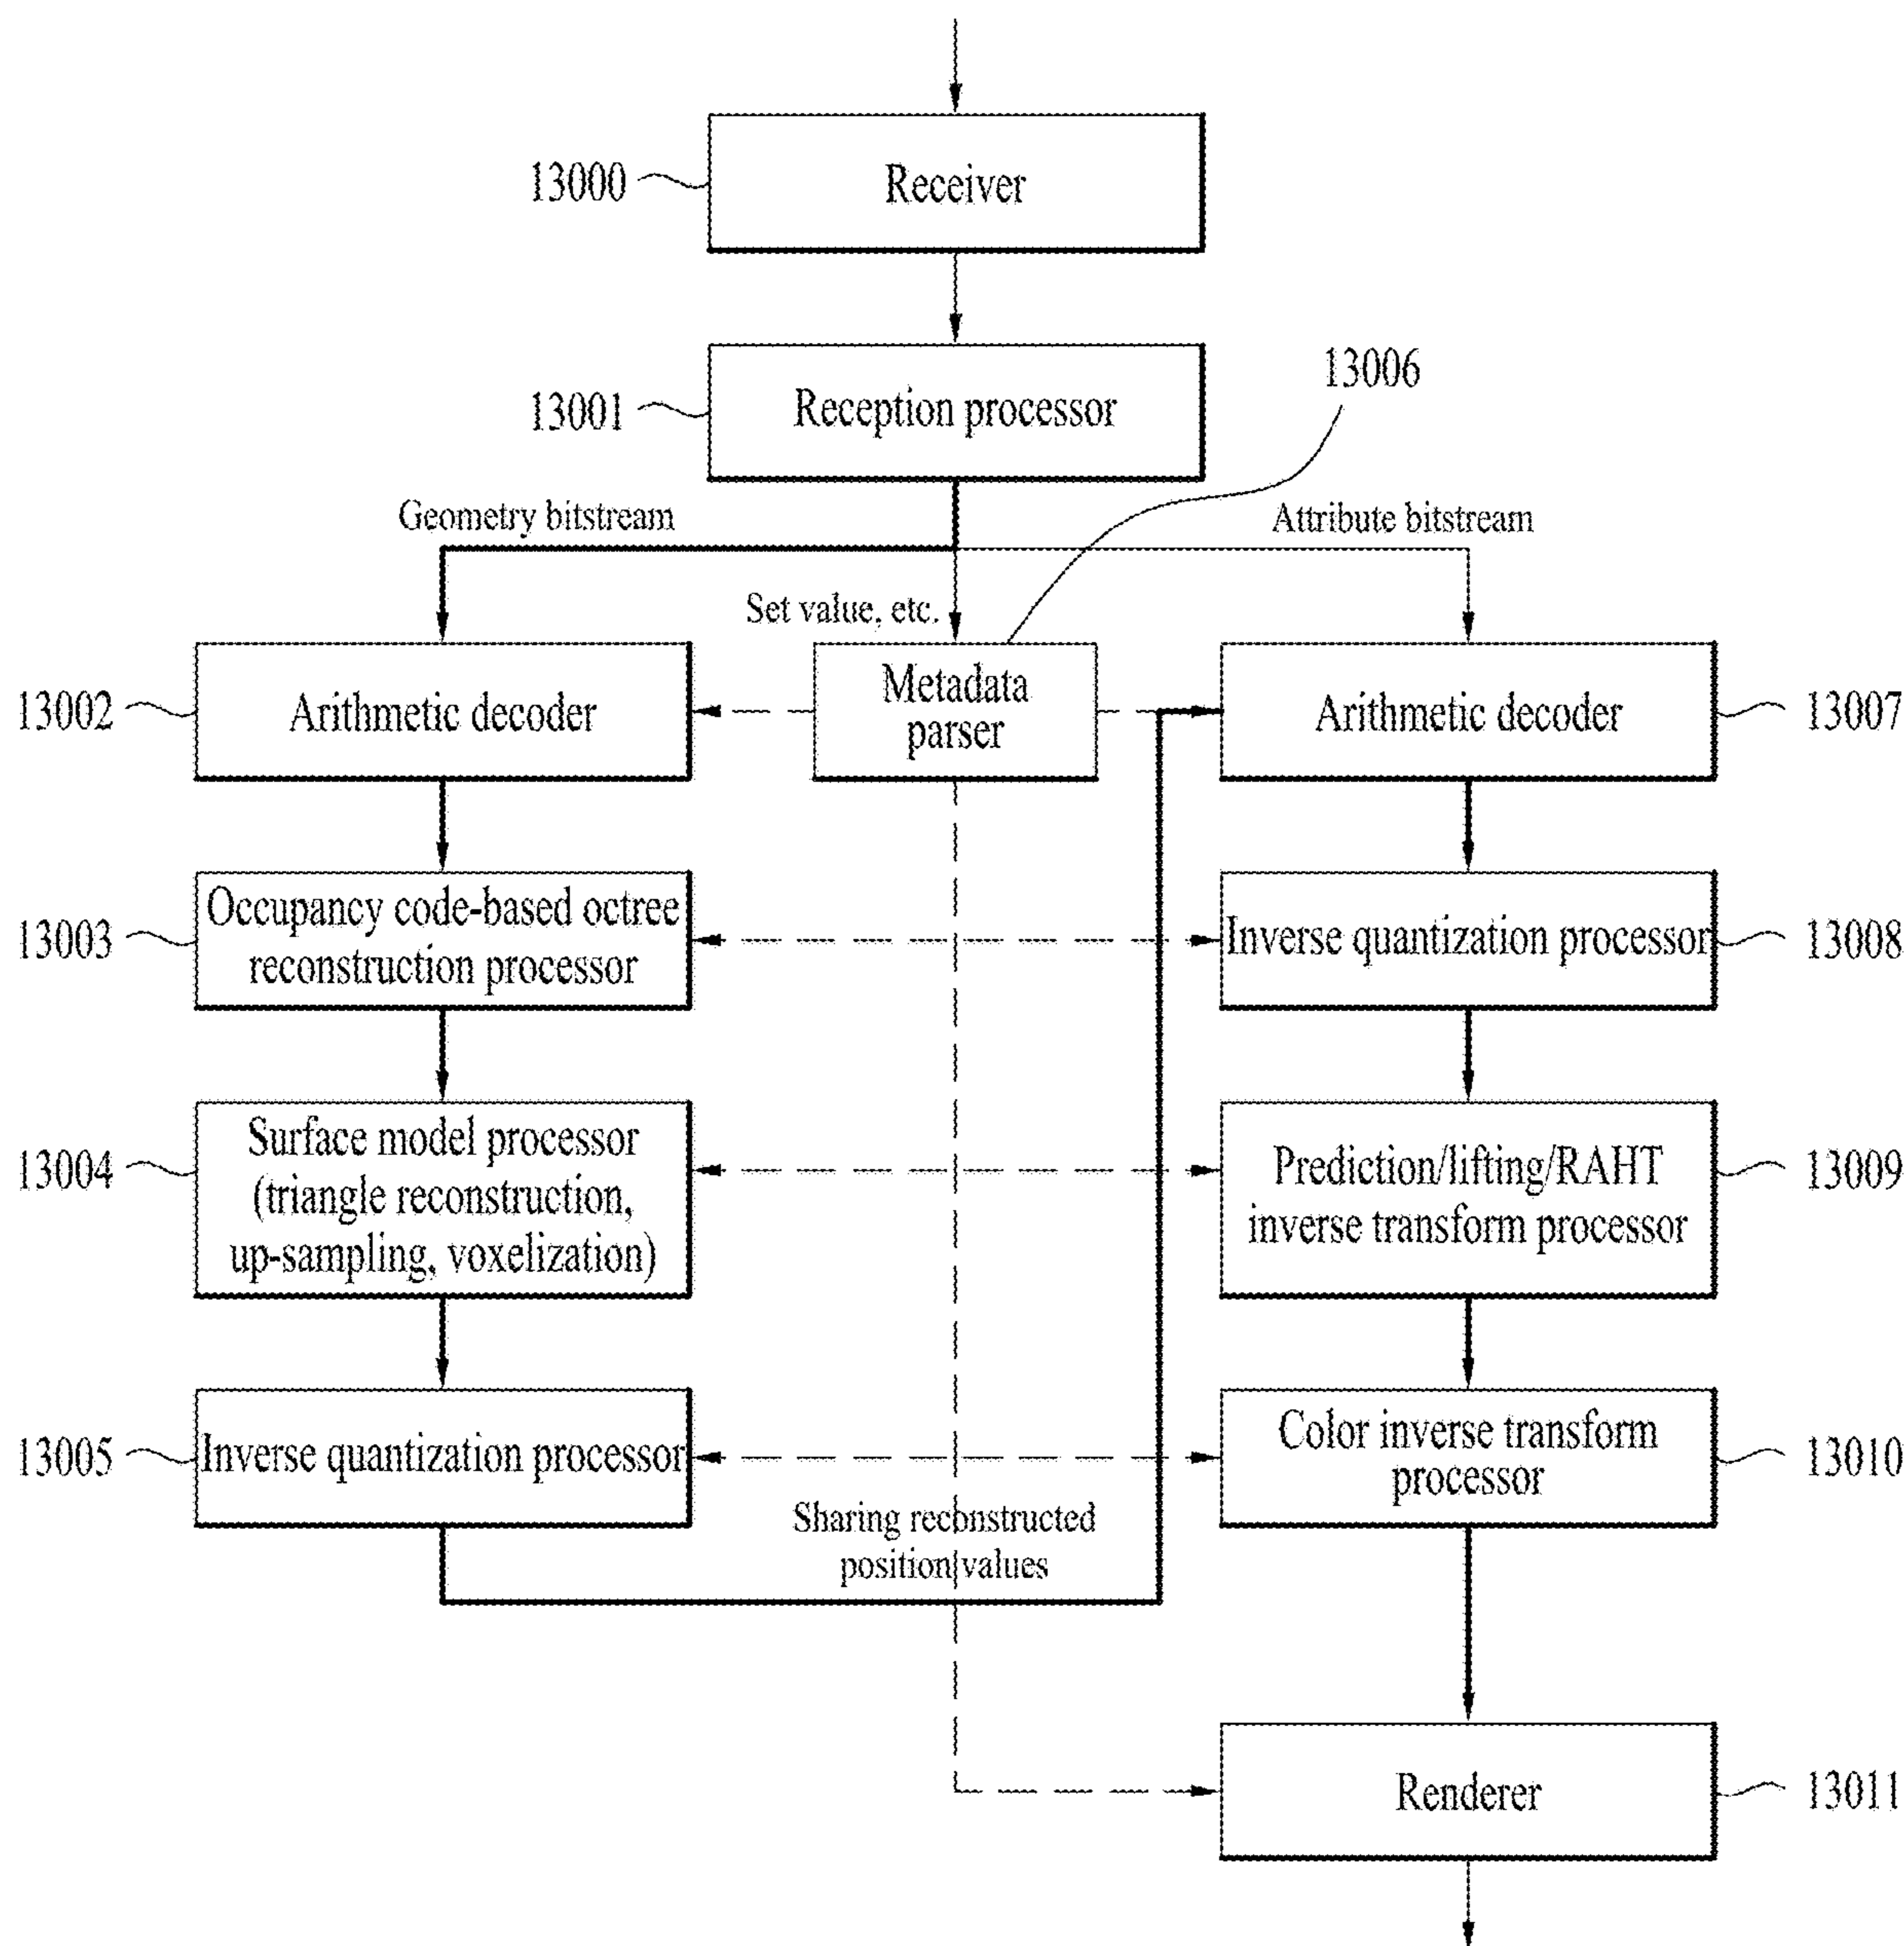 13000
Receiver
13001
Reception processor
13006
Geometry bitstream
Attribute bitstream
Set value, etc.
13002
Arithmetic decoder
Metadata
parser
Arithmetic decoder
13007
13003
Occupancy code-based octree
reconstruction processor
Inverse quantization processor
13008
13004
Surface model processor
(triangle reconstruction,
up-sampling, voxelization)
Prediction/lifting/RAHT
inverse transform processor
13009
13005
Inverse quantization processor
Color inverse transform
processor
13010
Sharing reconstructed
position values
Renderer
13011